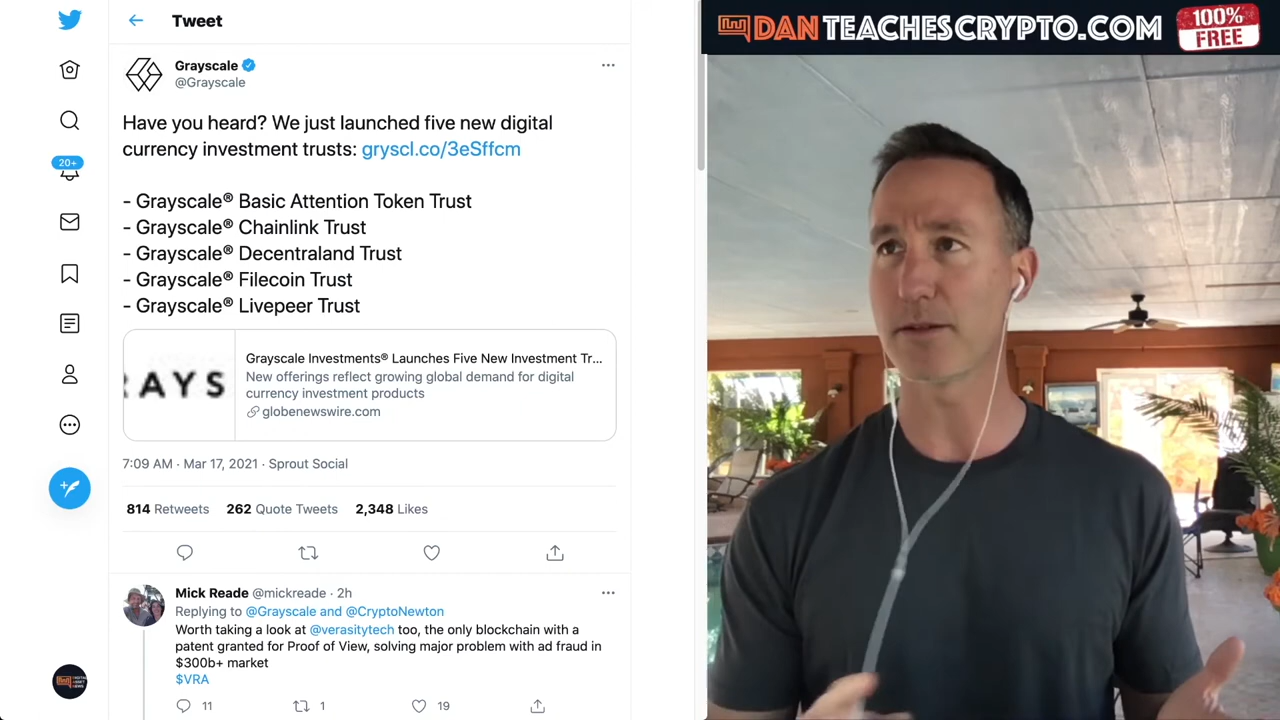 Tweet
DANTEACHESCRYPTO.COM
100%
FREE
Grayscale
@Grayscale
Have you heard? We just launched five new digital
currency investment trusts: gryscl.co/3eSffcm
- Grayscale® Basic Attention Token Trust
- Grayscale® Chainlink Trust
- Grayscale® Decentraland Trust
- Grayscale® Filecoin Trust
- Grayscale® Livepeer Trust
RAYS
Grayscale Investments® Launches Five New Investment Tr...
New offerings reflect growing global demand for digital
currency investment products
globenewswire.com
7:09 AM · Mar 17, 2021 · Sprout Social
814 Retweets 262 Quote Tweets 2,348 Likes
20+
Mick Reade @mickreade · 2h
Replying to @Grayscale and @CryptoNewton
Worth taking a look at @verasitytech too, the only blockchain with a
patent granted for Proof of View, solving major problem with ad fraud in
$300b+ market
$VRA
11 1 19